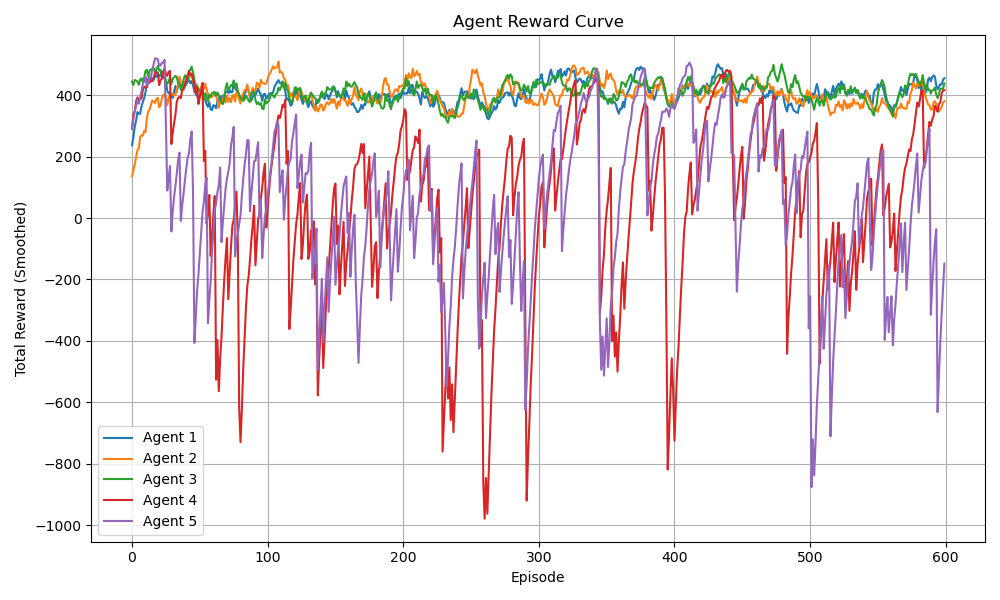 Agent Reward Curve
Total Reward (Smoothed)
400
200
0
−200
−400
−600
−800
−1000
Agent 1
Agent 2
Agent 3
Agent 4
Agent 5
0 100 200 300 400 500 600
Episode